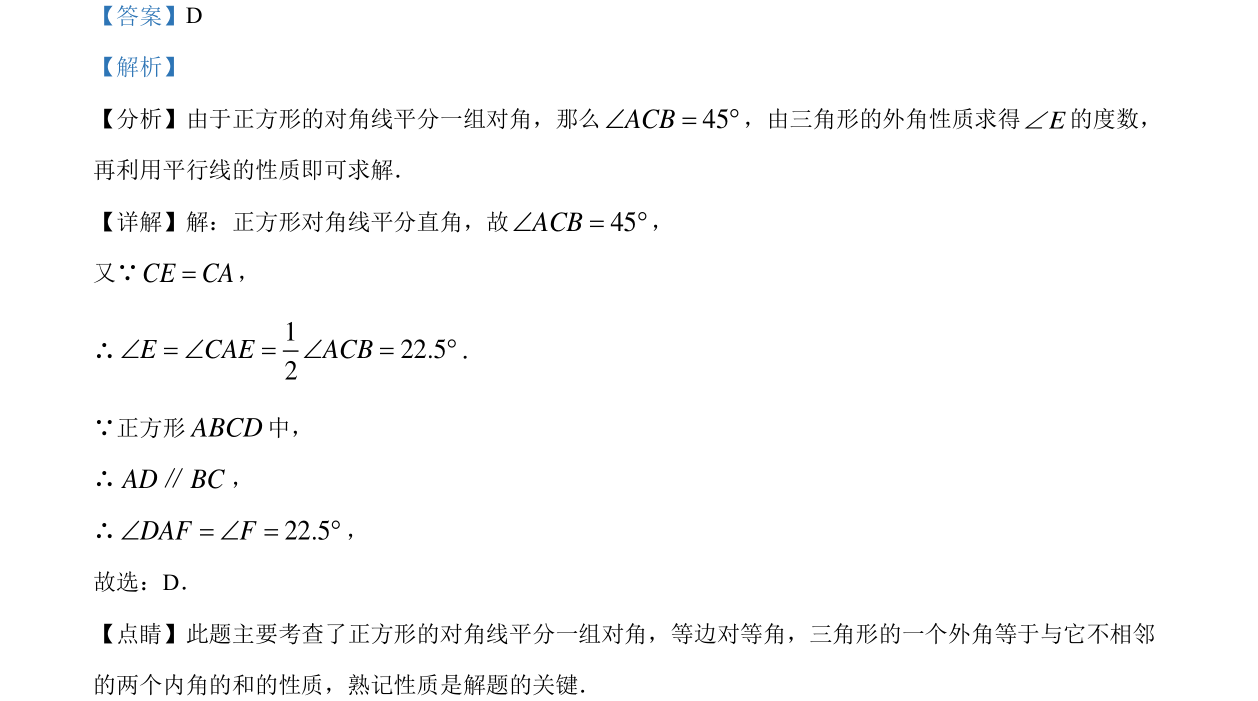 【答案】D
【解析】
【分析】由于正方形的对角线平分一组对角，那么∠ACB = 45°，由三角形的外角性质求得∠E的度数，
再利用平行线的性质即可求解．
【详解】解：正方形对角线平分直角，故∠ACB = 45°，
又∵CE = CA，
∴∠E = ∠CAE = 1/2∠ACB = 22.5°．
∵正方形ABCD中，
∴AD∥BC，
∴∠DAF = ∠F = 22.5°，
故选：D．
【点睛】此题主要考查了正方形的对角线平分一组对角，等边对等角，三角形的一个外角等于与它不相邻
的两个内角的和的性质，熟记性质是解题的关键．